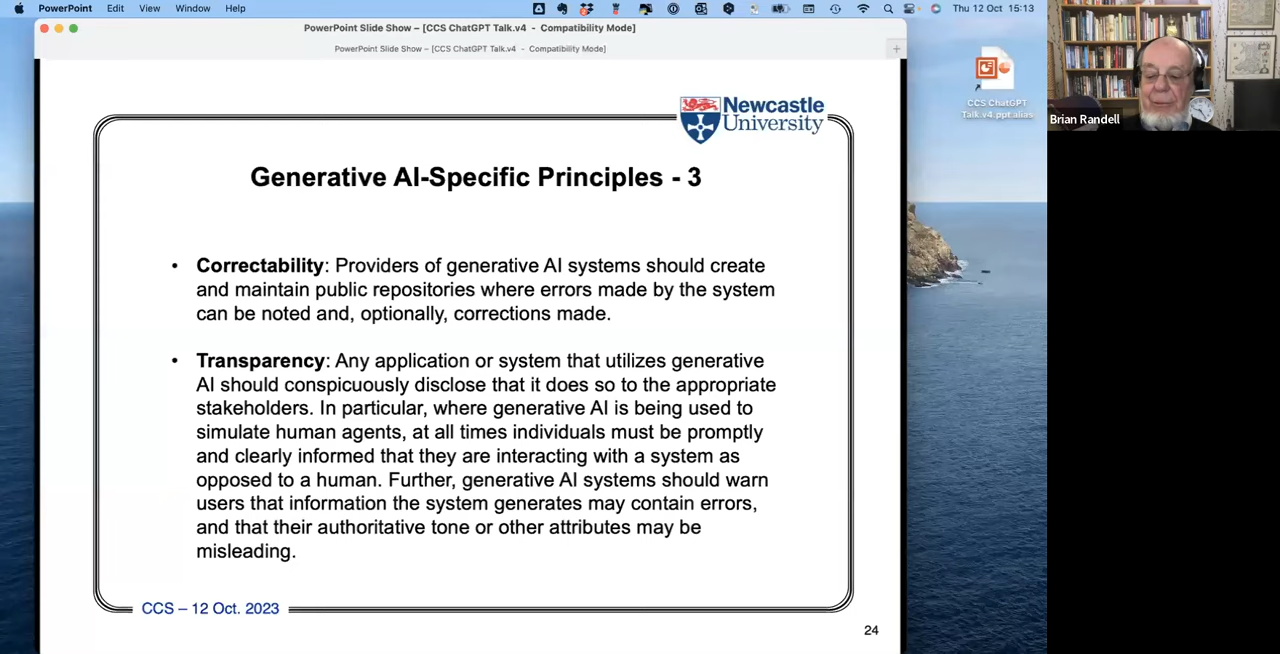 PowerPoint Edit View Window Help
Thu 12 Oct 15:13
PowerPoint Slide Show – [CCS ChatGPT Talk.v4 - Compatibility Mode]
PowerPoint Slide Show – [CCS ChatGPT Talk.v4 - Compatibility Mode]
Newcastle
University
CCS ChatGPT
Talk.v4.ppt alias
Brian Randell
Generative AI-Specific Principles - 3
• Correctability: Providers of generative AI systems should create
and maintain public repositories where errors made by the system
can be noted and, optionally, corrections made.
• Transparency: Any application or system that utilizes generative
AI should conspicuously disclose that it does so to the appropriate
stakeholders. In particular, where generative AI is being used to
simulate human agents, at all times individuals must be promptly
and clearly informed that they are interacting with a system as
opposed to a human. Further, generative AI systems should warn
users that information the system generates may contain errors,
and that their authoritative tone or other attributes may be
misleading.
CCS – 12 Oct. 2023
24